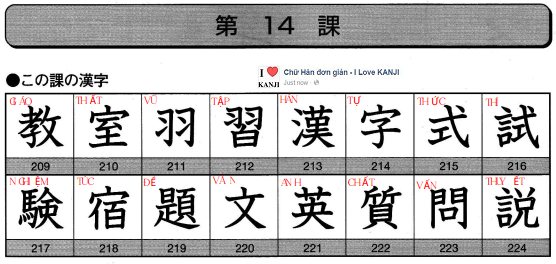 第 14 課
I ❤ KANJI
Chữ Hán đơn giản - I Love KANJI
Just now
●この課の漢字
GIÁO THẤT VŨ TẬP HÁN TỰ THỨC THÍ
教 室 羽 習 漢 字 式 試
209 210 211 212 213 214 215 216
NGHIỆM TÚC ĐỀ VĂN ANH CHẤT VẤN THUYẾT
験 宿 題 文 英 質 問 説
217 218 219 220 221 222 223 224